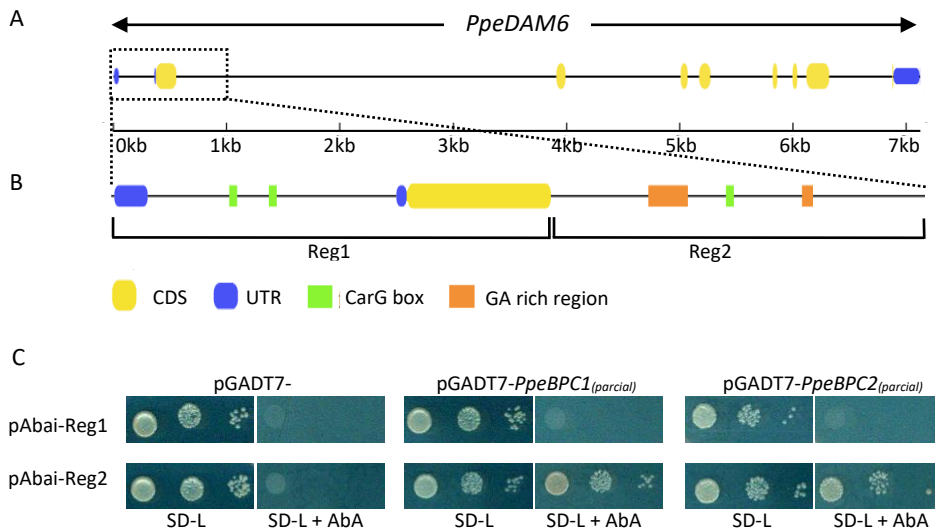 A
PpeDAM6
0kb 1kb 2kb 3kb 4kb 5kb 6kb 7kb
B
Reg1 Reg2
CDS UTR CarG box GA rich region
C
pGADT7- pGADT7-PpeBPC1(parcial) pGADT7-PpeBPC2(parcial)
pAbai-Reg1
pAbai-Reg2
SD-L SD-L + AbA SD-L SD-L + AbA SD-L SD-L + AbA